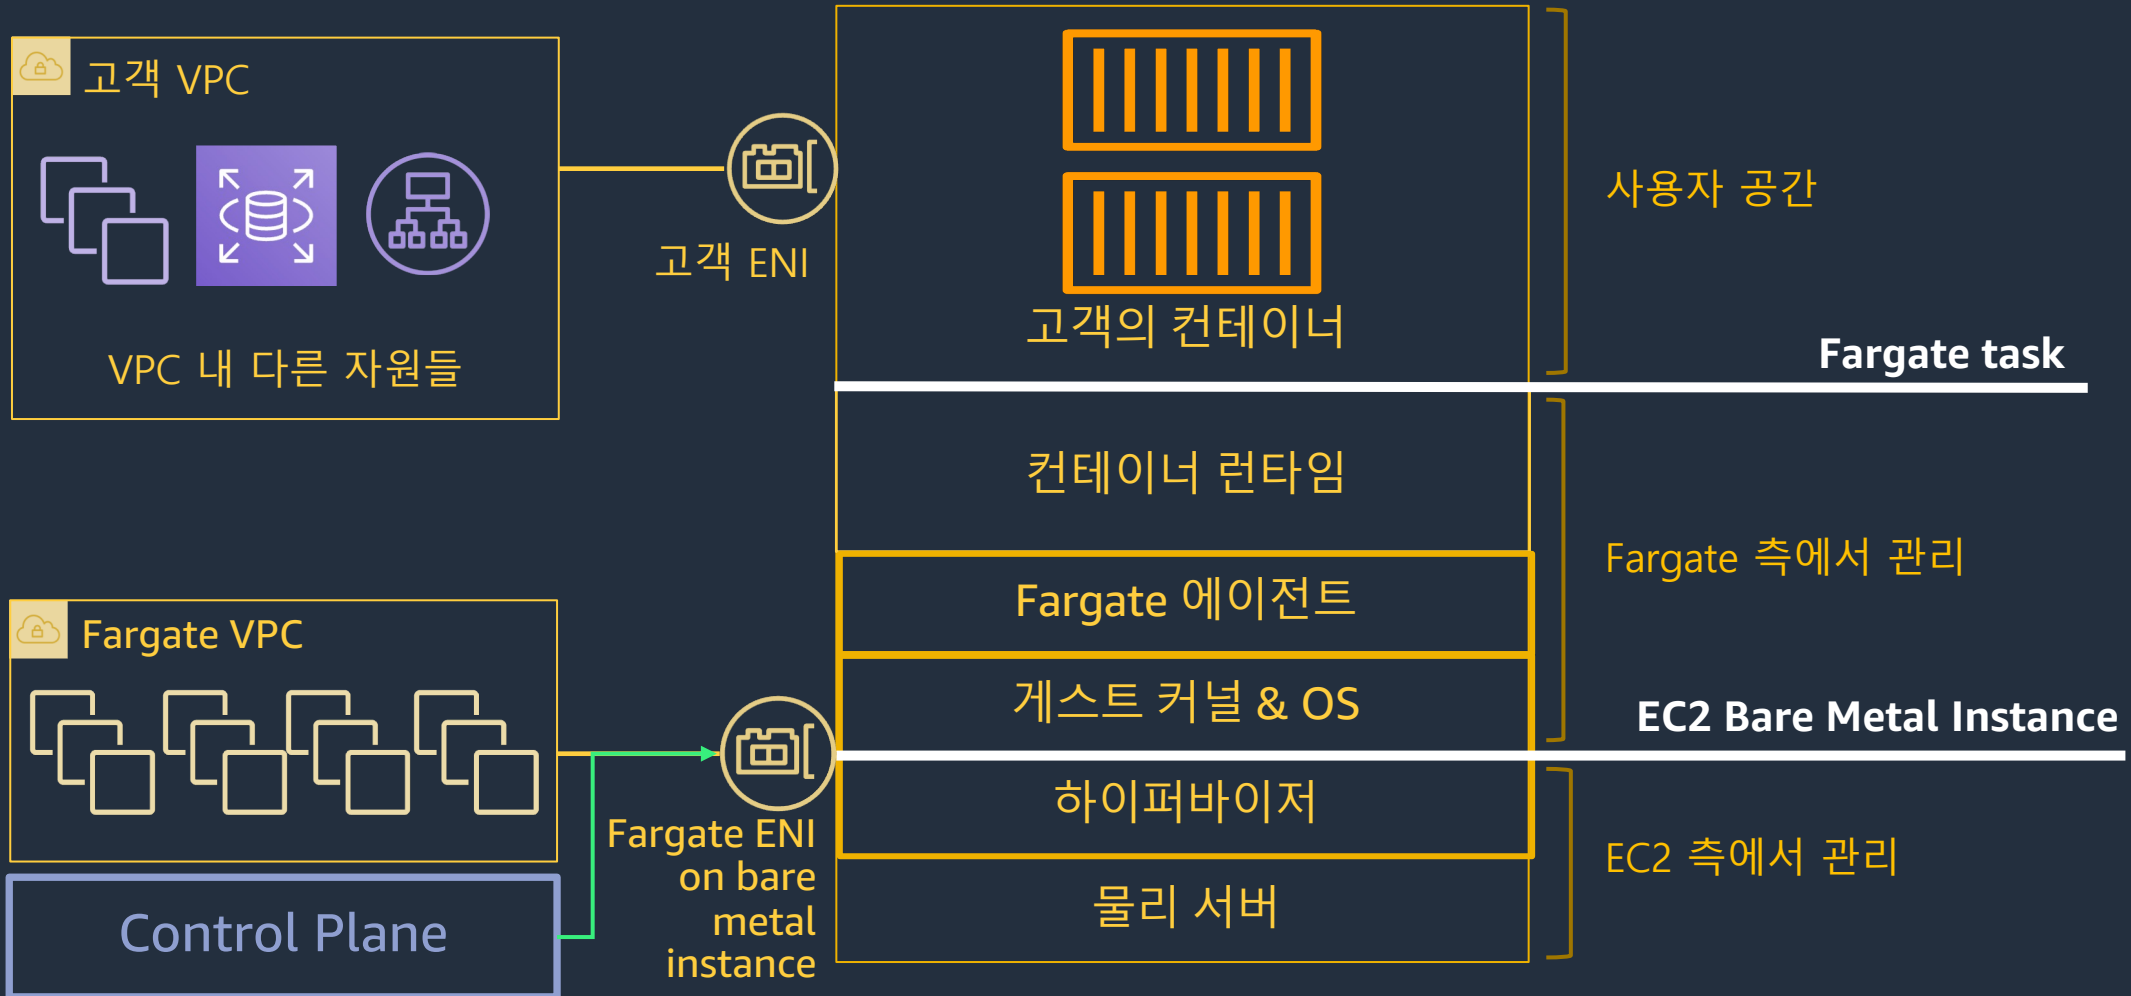 고객 VPC
VPC 내 다른 자원들
고객 ENI
고객의 컨테이너
사용자 공간
Fargate task
컨테이너 런타임
Fargate 에이전트
게스트 커널 & OS
Fargate 측에서 관리
EC2 Bare Metal Instance
Fargate VPC
Control Plane
Fargate ENI
on bare
metal
instance
하이퍼바이저
물리 서버
EC2 측에서 관리